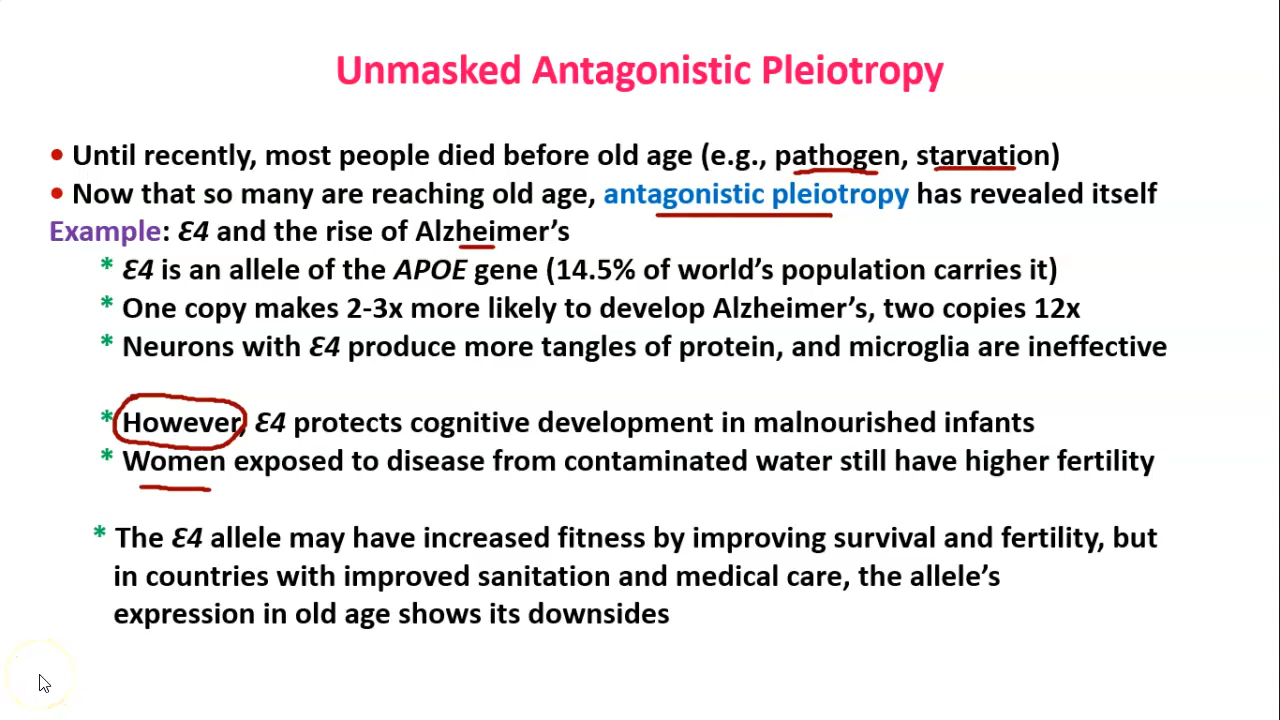 Unmasked Antagonistic Pleiotropy
• Until recently, most people died before old age (e.g., pathogen, starvation)
• Now that so many are reaching old age, antagonistic pleiotropy has revealed itself
Example: Ɛ4 and the rise of Alzheimer’s
* Ɛ4 is an allele of the APOE gene (14.5% of world’s population carries it)
* One copy makes 2-3x more likely to develop Alzheimer’s, two copies 12x
* Neurons with Ɛ4 produce more tangles of protein, and microglia are ineffective
* However, Ɛ4 protects cognitive development in malnourished infants
* Women exposed to disease from contaminated water still have higher fertility
* The Ɛ4 allele may have increased fitness by improving survival and fertility, but
in countries with improved sanitation and medical care, the allele’s
expression in old age shows its downsides